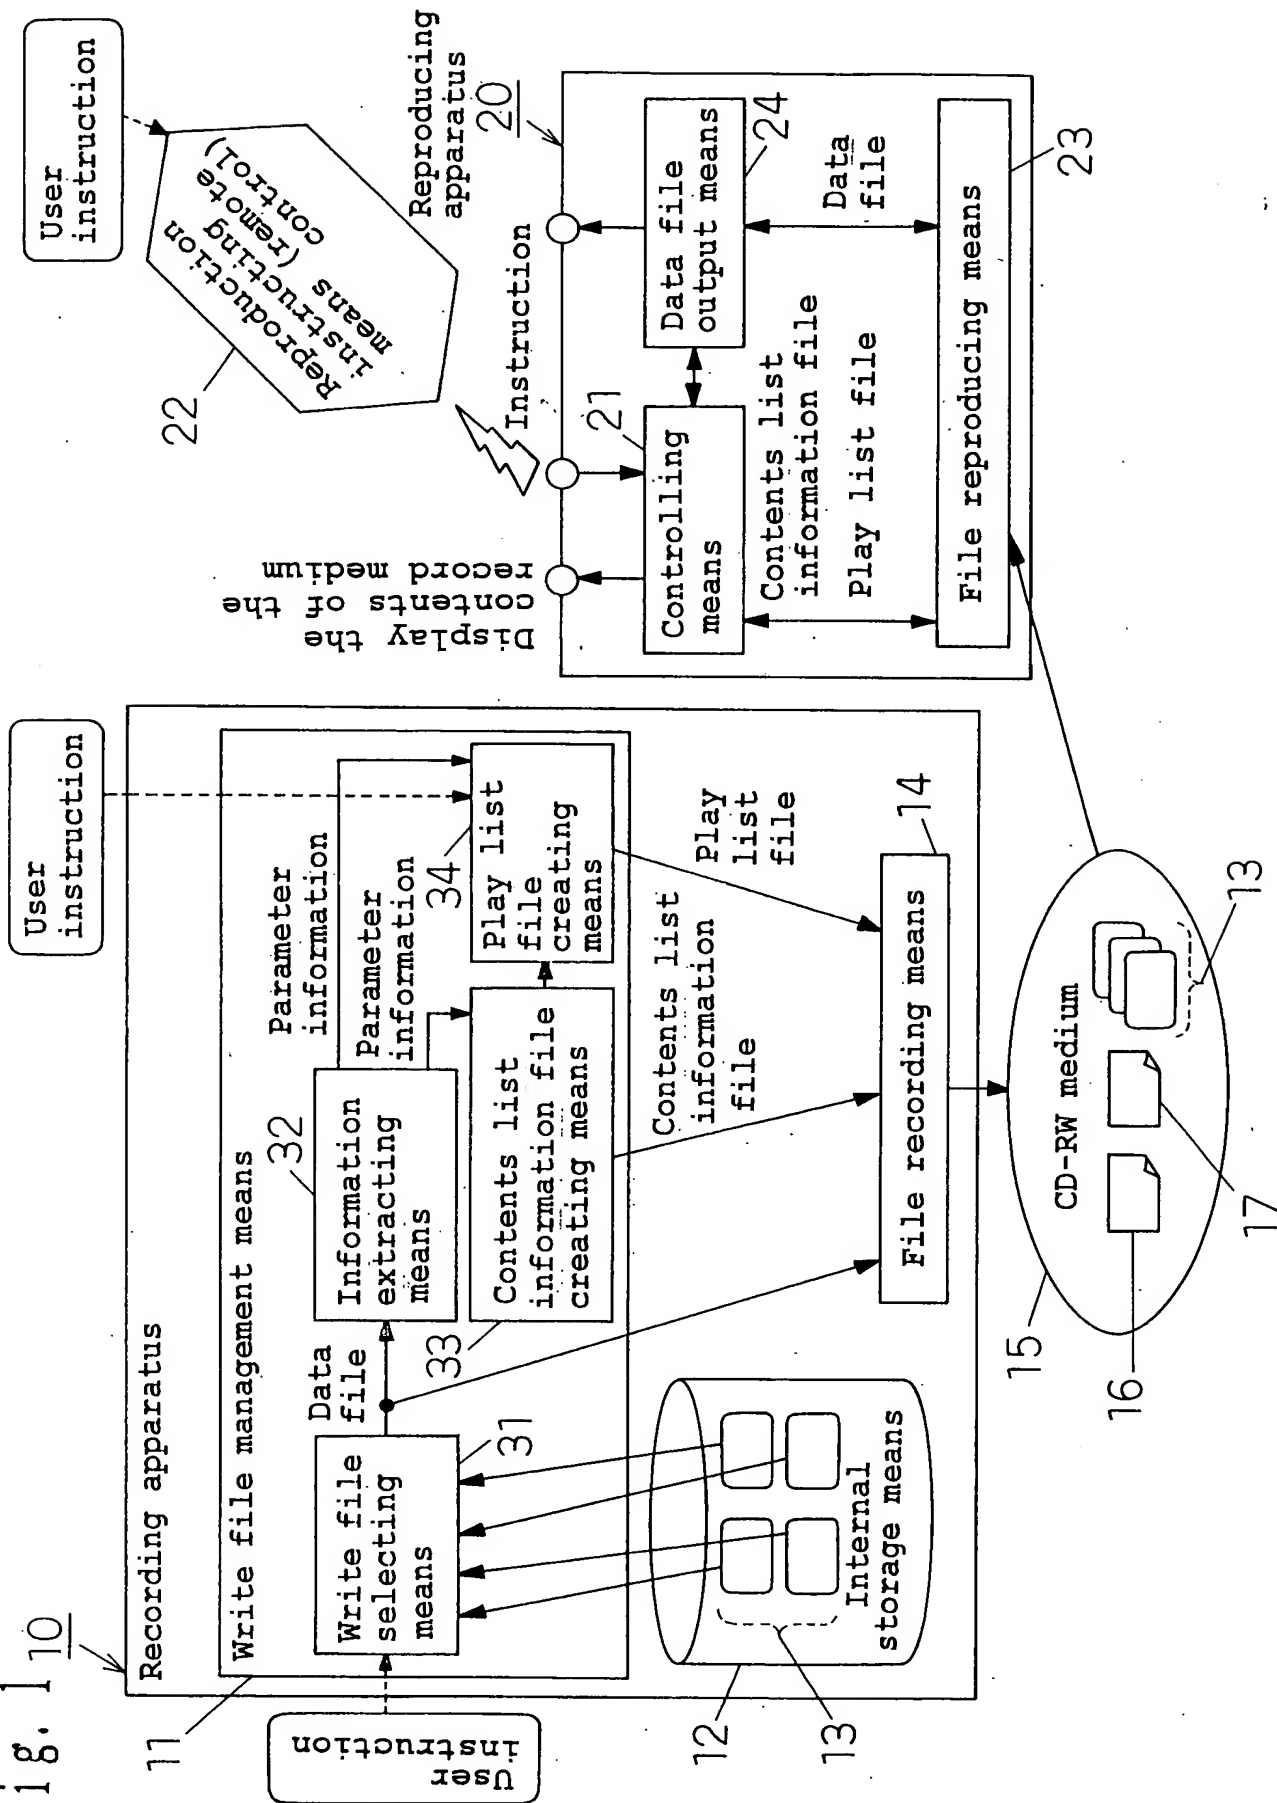 ig. 1
10
Recording apparatus
11
Write file management means
User
instruction
Write file
selecting
means
31
Data
file
32
Information
extracting
means
Parameter
information
Parameter
information
User
instruction
33
Contents list
information file
creating means
34
Play list
file
creating
means
12
13
Internal
storage means
Contents list
information
file
Play
list
file
File recording means
14
15
CD-RW medium
16
17
13
User
instruction
22
Reproduction
instructing
means (remote
control)
Instruction
Reproducing
apparatus
20
Display the
contents of the
record medium
21
Controlling
means
Data file
output means
24
Contents list
information file
Play list file
Data
file
File reproducing means
23